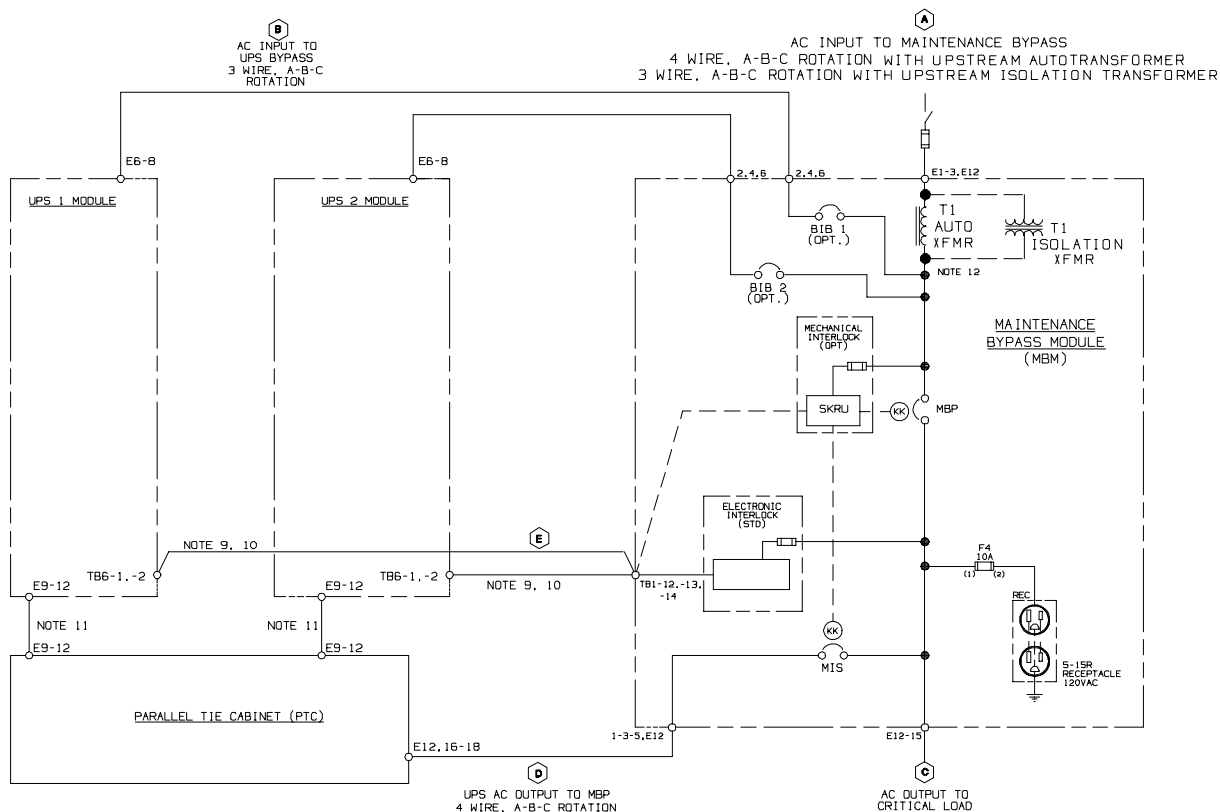 B
AC INPUT TO
UPS BYPASS
3 WIRE, A-B-C
ROTATION
A
AC INPUT TO MAINTENANCE BYPASS
4 WIRE, A-B-C ROTATION WITH UPSTREAM AUTOTRANSFORMER
3 WIRE, A-B-C ROTATION WITH UPSTREAM ISOLATION TRANSFORMER
E6-8
E6-8
2,4,6
2,4,6
E1-3,E12
UPS 1 MODULE
UPS 2 MODULE
BIB 1
(OPT.)
T1
AUTO
XFMR
T1
ISOLATION
XFMR
NOTE 12
BIB 2
(OPT.)
MECHANICAL
INTERLOCK
(OPT)
MAINTENANCE
BYPASS MODULE
(MBM)
SKRU
KK
MBP
ELECTRONIC
INTERLOCK
(STD)
E
NOTE 9, 10
F4
10A
(1)
(2)
TB6-1,-2
TB6-1,-2
NOTE 9, 10
TB1-12,-13,
-14
E9-12
E9-12
REC
NOTE 11
NOTE 11
KK
E9-12
E9-12
MIS
5-15R
RECEPTACLE
120VAC
PARALLEL TIE CABINET (PTC)
1-3-5,E12
E12-15
E12,16-18
D
UPS AC OUTPUT TO MBP
4 WIRE, A-B-C ROTATION
C
AC OUTPUT TO
CRITICAL LOAD